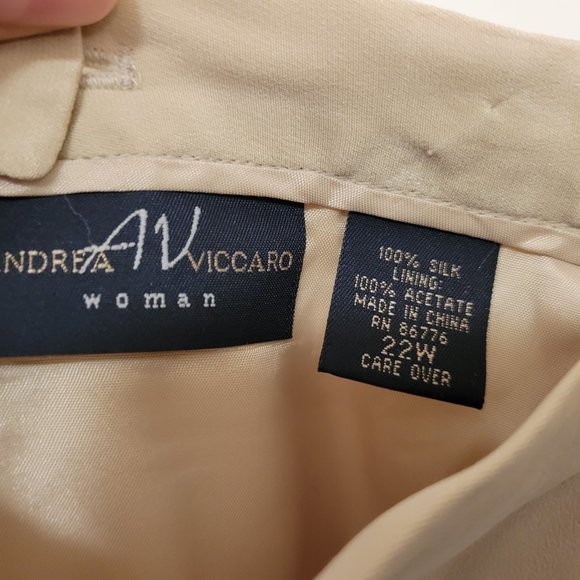 NDREA AV VICCARO
woman
100% SILK
LINING:
100% ACETATE
MADE IN CHINA
RN 86776
22W
CARE OVER